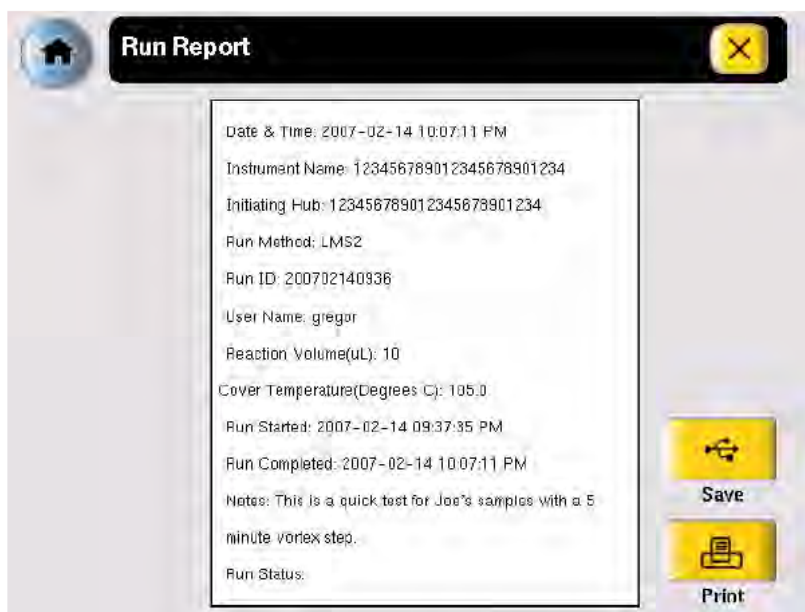 Run Report
Date & Time: 2007-02-14 10:07:11 PM
Instrument Name: 123456789012345678901234
Initiating Hub: 123456789012345678901234
Run Method: LMS2
Run ID: 200702140936
User Name: gregor
Reaction Volume(uL): 10
Cover Temperature(Degrees C): 105.0
Run Started: 2007-02-14 09:37:35 PM
Run Completed: 2007-02-14 10:07:11 PM
Notes: This is a quick test for Joe's samples with a 5
minute vortex step.
Run Status:
Save
Print